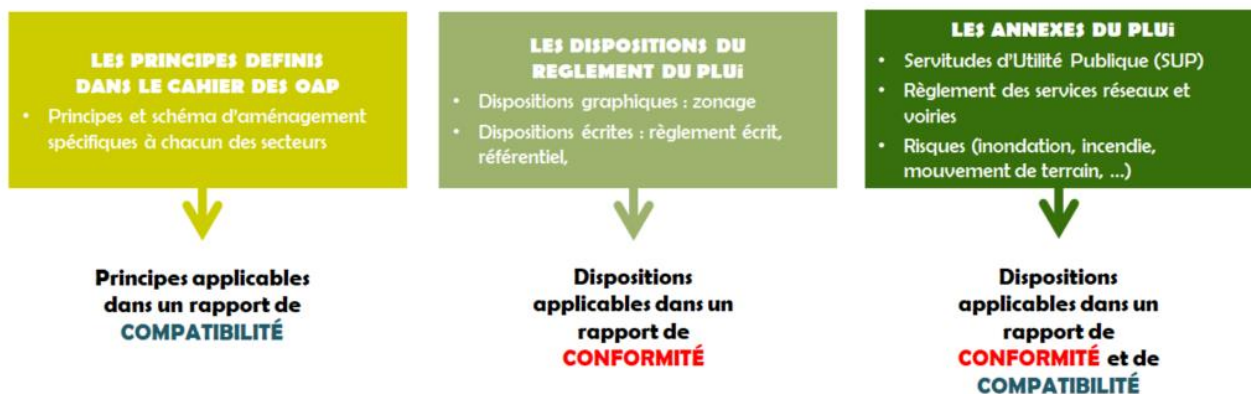 LES PRINCIPES DEFINIS
DANS LE CAHIER DES OAP
• Principes et schéma d'aménagement
spécifiques à chacun des secteurs
Principes applicables
dans un rapport de
COMPATIBILITÉ
LES DISPOSITIONS DU
REGLEMENT DU PLUi
• Dispositions graphiques : zonage
• Dispositions écrites : règlement écrit,
référentiel,
Dispositions
applicables dans un
rapport de
CONFORMITÉ
LES ANNEXES DU PLUi
• Servitudes d'Utilité Publique (SUP)
• Règlement des services réseaux et
voiries
• Risques (inondation, incendie,
mouvement de terrain, ...)
Dispositions
applicables dans un
rapport de
CONFORMITÉ et de
COMPATIBILITÉ